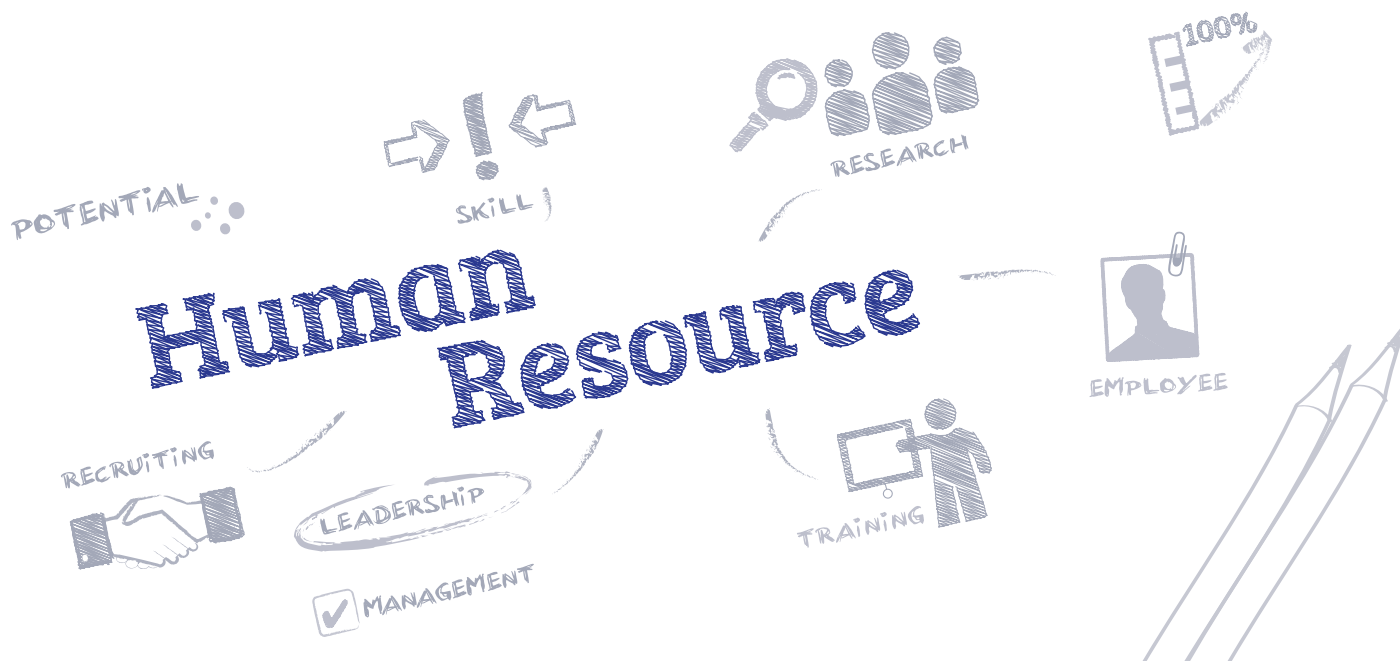 100%
RESEARCH
POTENTiAL
SKiLL
Human
Resource
EMPLOYEE
RECRUiTiNG
LEADERSHiP
TRAiNiNG
MANAGEMENT